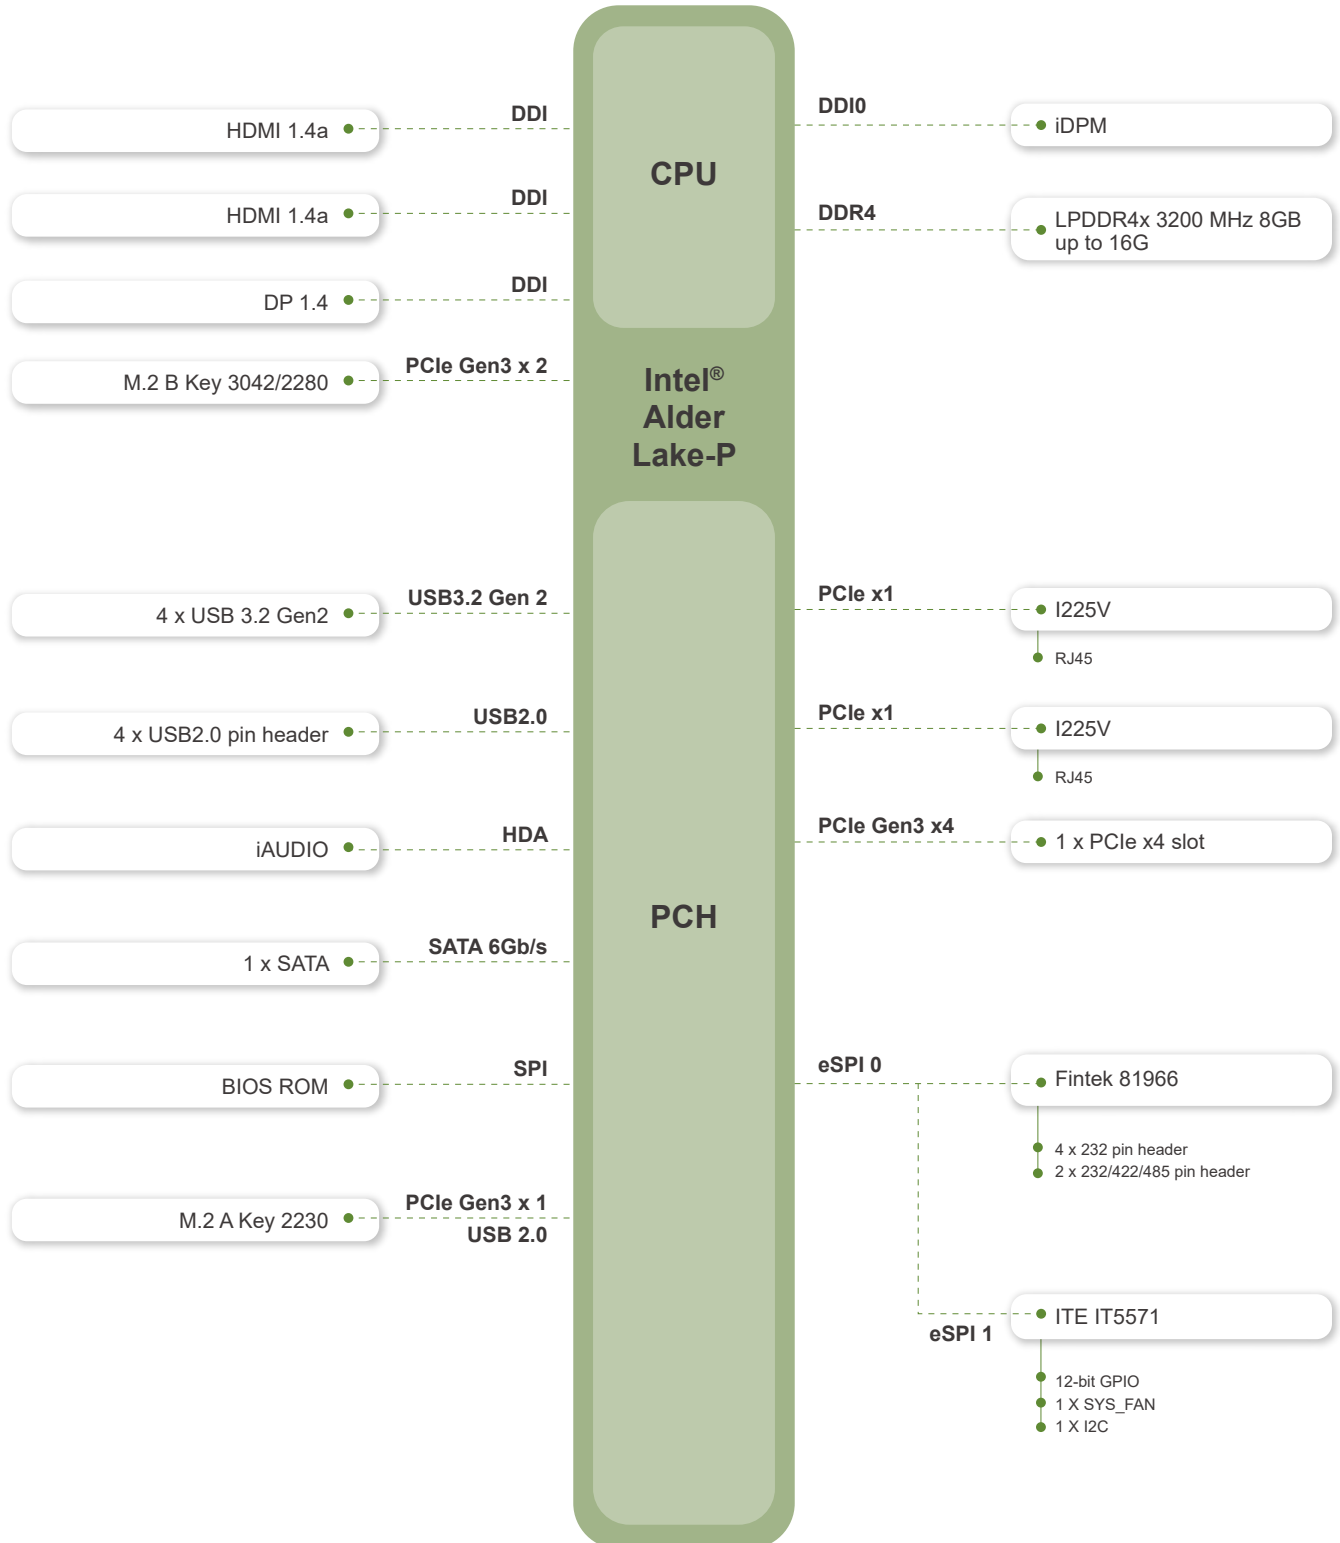 DDI
HDMI 1.4a
DDI
HDMI 1.4a
DDI
DP 1.4
PCIe Gen3 x 2
M.2 B Key 3042/2280
CPU
DDI0
iDPM
DDR4
LPDDR4x 3200 MHz 8GB
up to 16G
Intel®
Alder
Lake-P
USB3.2 Gen 2
4 x USB 3.2 Gen2
USB2.0
4 x USB2.0 pin header
HDA
iAUDIO
SATA 6Gb/s
1 x SATA
SPI
BIOS ROM
PCIe Gen3 x 1
M.2 A Key 2230
USB 2.0
PCH
PCIe x1
I225V
RJ45
PCIe x1
I225V
RJ45
PCIe Gen3 x4
1 x PCIe x4 slot
eSPI 0
Fintek 81966
4 x 232 pin header
2 x 232/422/485 pin header
ITE IT5571
eSPI 1
12-bit GPIO
1 X SYS_FAN
1 X I2C